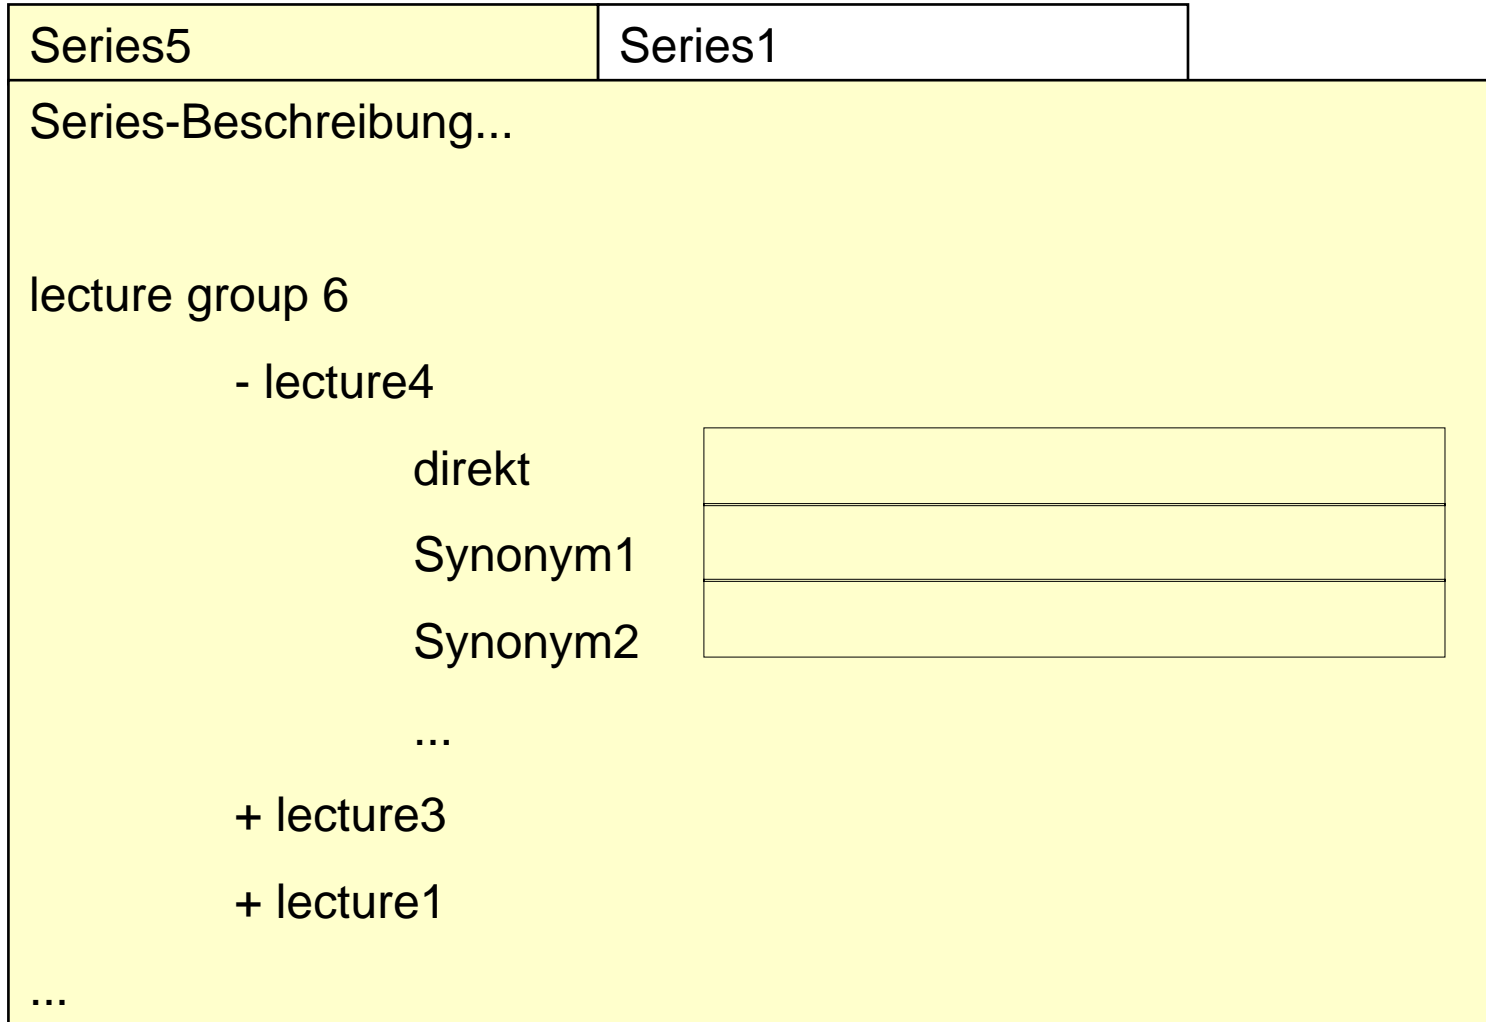 Series5 Series1
Series-Beschreibung...
lecture group 6
- lecture4
direkt
Synonym1
Synonym2
...
+ lecture3
+ lecture1
...